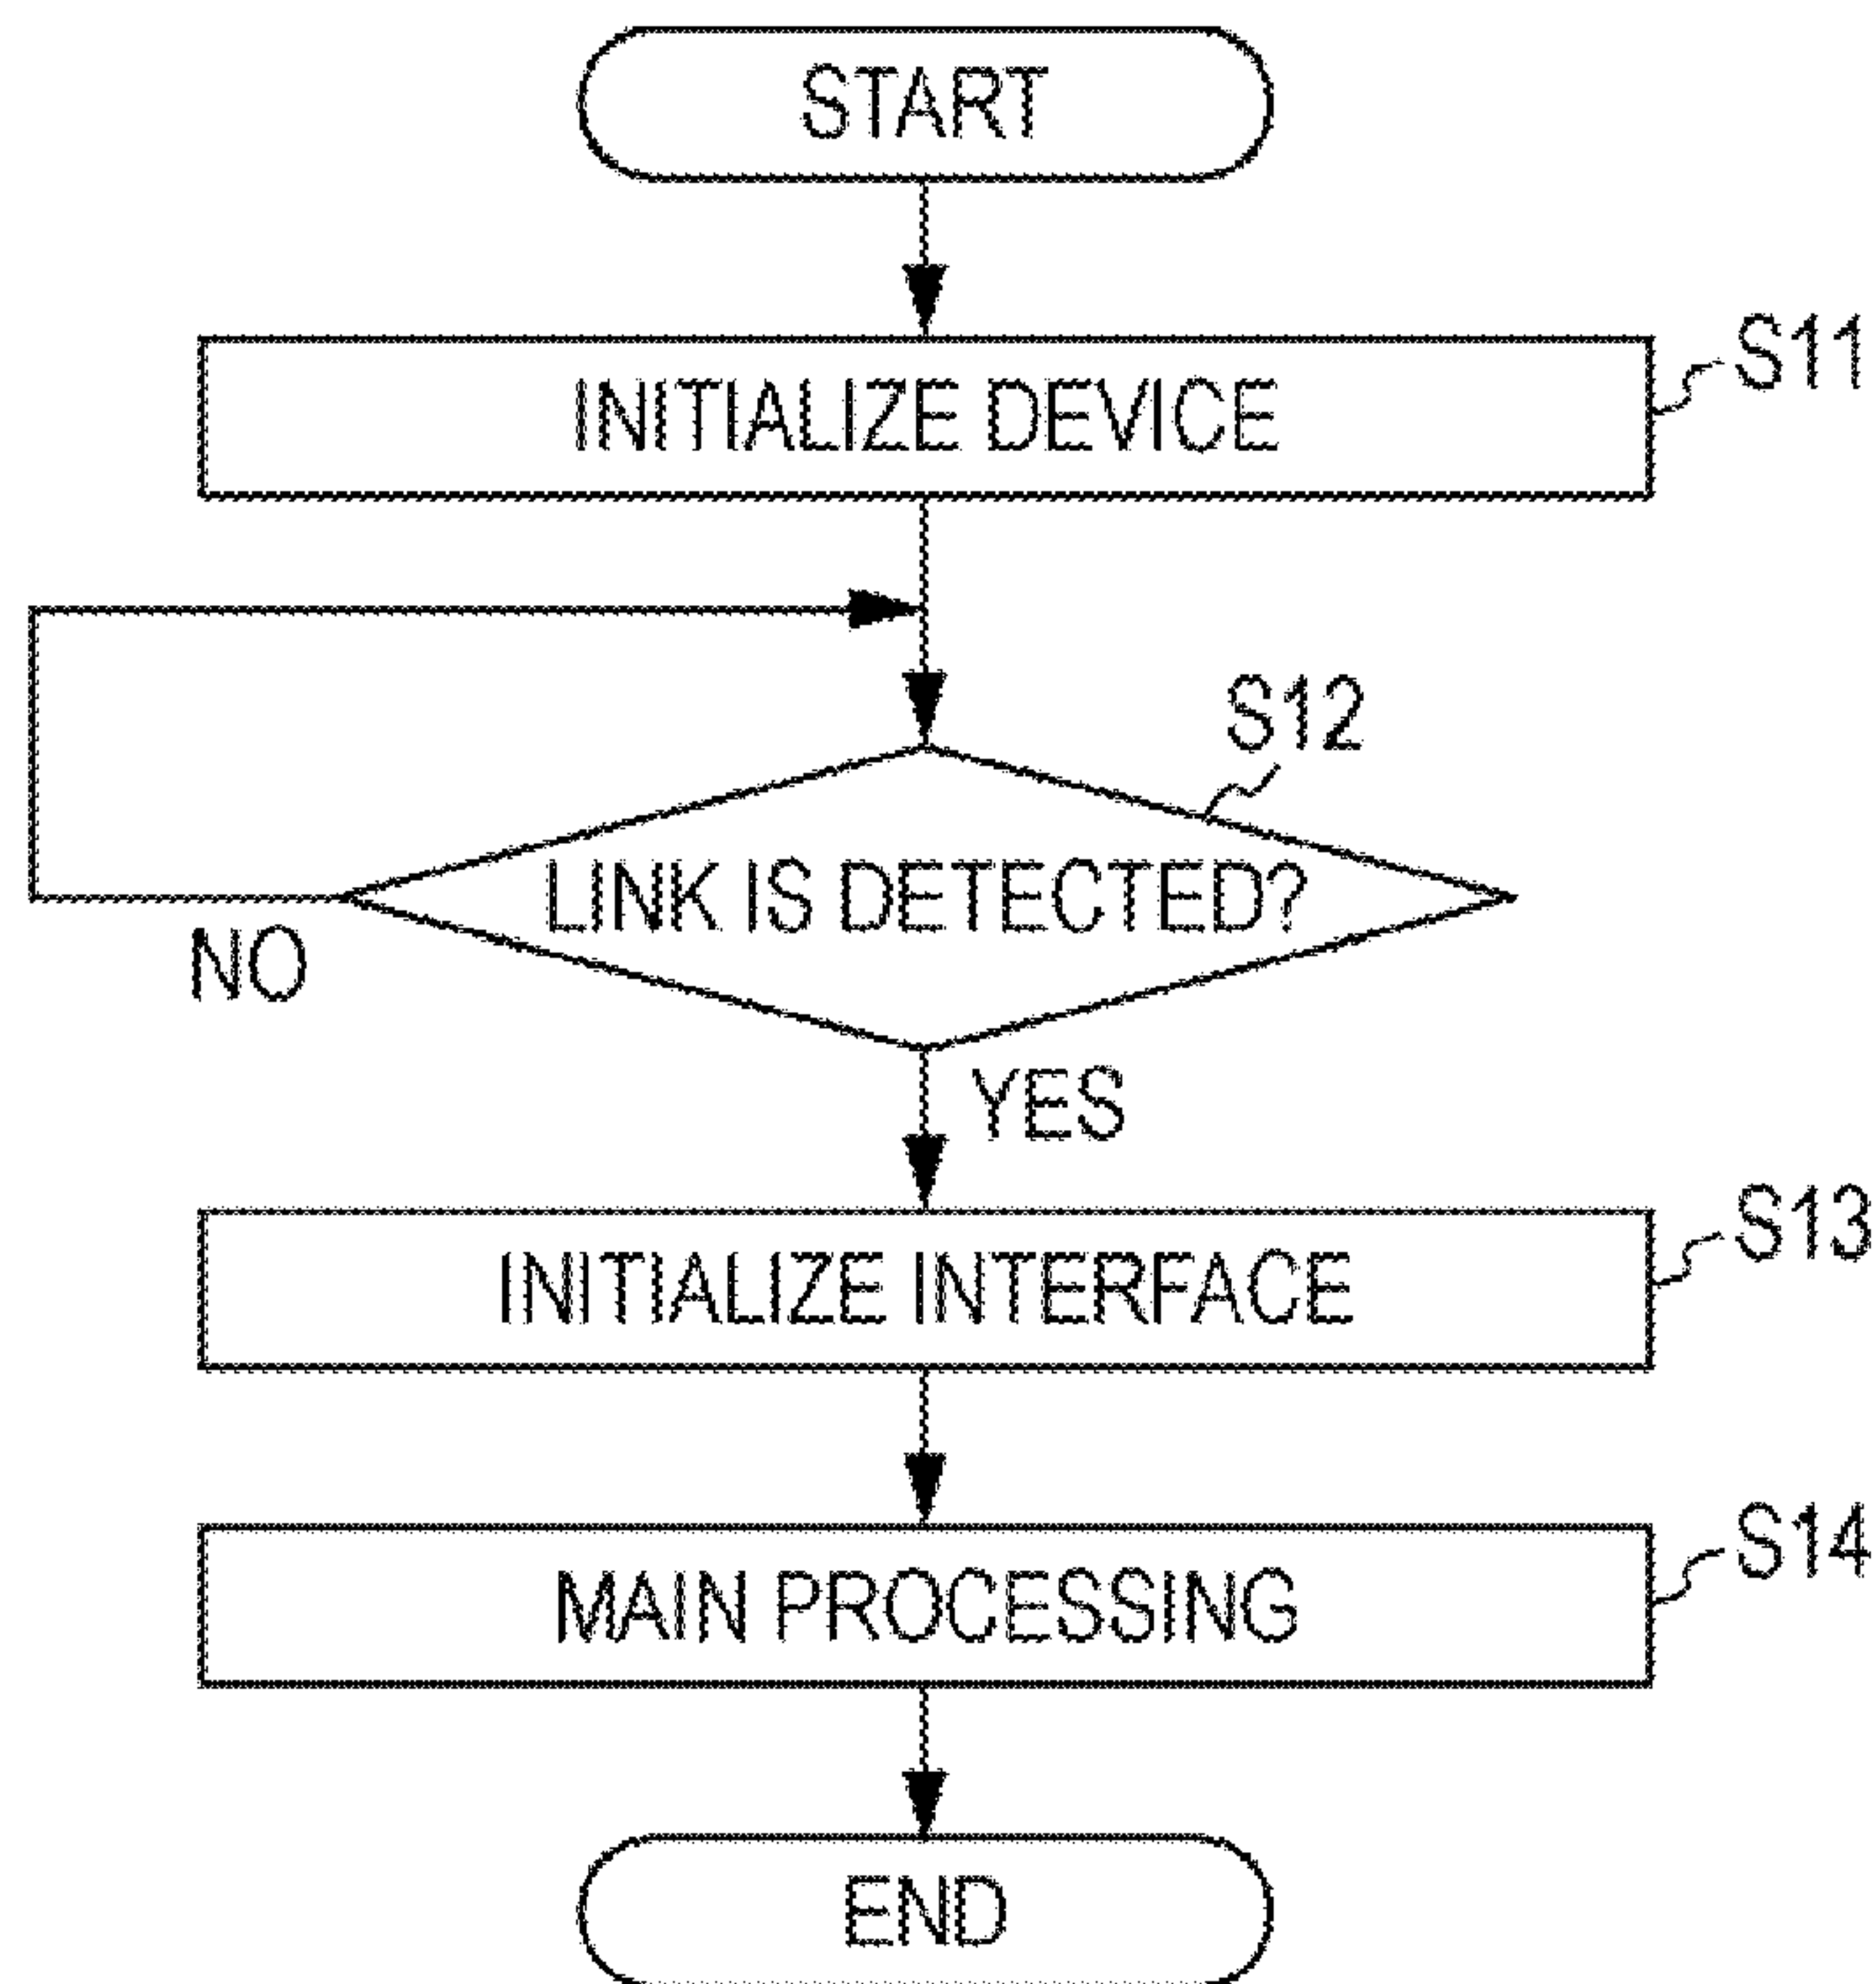 START
INITIALIZE DEVICE
S11
S12
LINK IS DETECTED?
NO
YES
INITIALIZE INTERFACE
S13
MAIN PROCESSING
S14
END